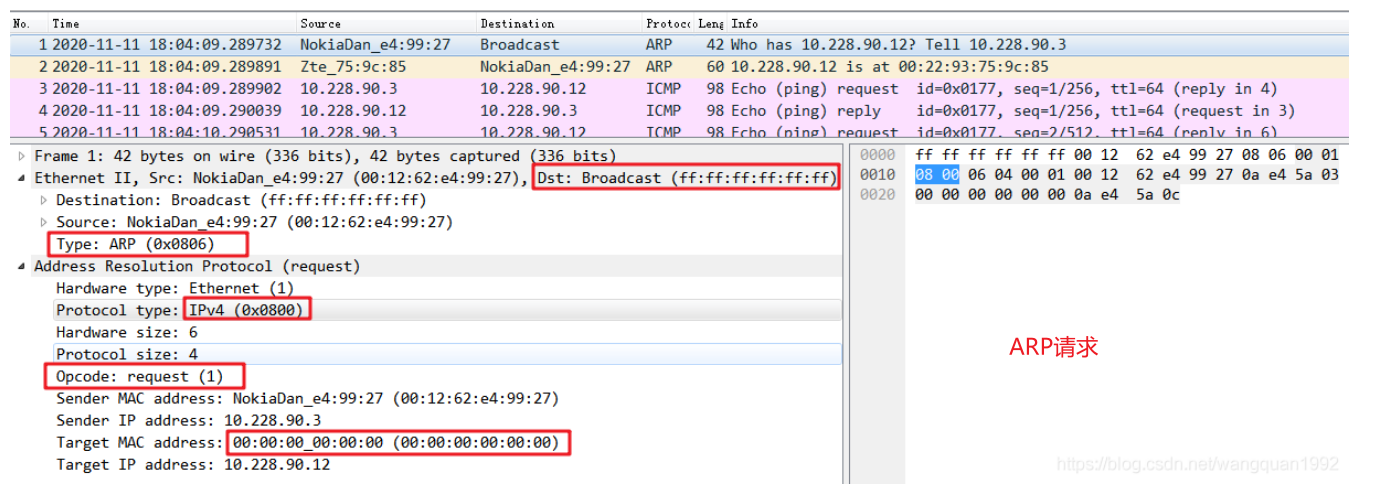 No. Time Source Destination Protocc Leng Info
1 2020-11-11 18:04:09.289732 NokiaDan_e4:99:27 Broadcast ARP 42 Who has 10.228.90.12? Tell 10.228.90.3
2 2020-11-11 18:04:09.289891 Zte_75:9c:85 NokiaDan_e4:99:27 ARP 60 10.228.90.12 is at 00:22:93:75:9c:85
3 2020-11-11 18:04:09.289902 10.228.90.3 10.228.90.12 ICMP 98 Echo (ping) request id=0x0177, seq=1/256, ttl=64 (reply in 4)
4 2020-11-11 18:04:09.290039 10.228.90.12 10.228.90.3 ICMP 98 Echo (ping) reply id=0x0177, seq=1/256, ttl=64 (request in 3)
5 2020-11-11 18:04:10.290531 10.228.90.3 10.228.90.12 ICMP 98 Echo (ping) request id=0x0177, seq=2/512, ttl=64 (reply in 6)
Frame 1: 42 bytes on wire (336 bits), 42 bytes captured (336 bits)
Ethernet II, Src: NokiaDan_e4:99:27 (00:12:62:e4:99:27), Dst: Broadcast (ff:ff:ff:ff:ff:ff)
Destination: Broadcast (ff:ff:ff:ff:ff:ff)
Source: NokiaDan_e4:99:27 (00:12:62:e4:99:27)
Type: ARP (0x0806)
Address Resolution Protocol (request)
Hardware type: Ethernet (1)
Protocol type: IPv4 (0x0800)
Hardware size: 6
Protocol size: 4
Opcode: request (1)
Sender MAC address: NokiaDan_e4:99:27 (00:12:62:e4:99:27)
Sender IP address: 10.228.90.3
Target MAC address: 00:00:00_00:00:00 (00:00:00:00:00:00)
Target IP address: 10.228.90.12
0000 ff ff ff ff ff ff 00 12 62 e4 99 27 08 06 00 01
0010 08 00 06 04 00 01 00 12 62 e4 99 27 0a e4 5a 03
0020 00 00 00 00 00 00 0a e4 5a 0c
ARP请求
https://blog.csdn.net/wangquan1992